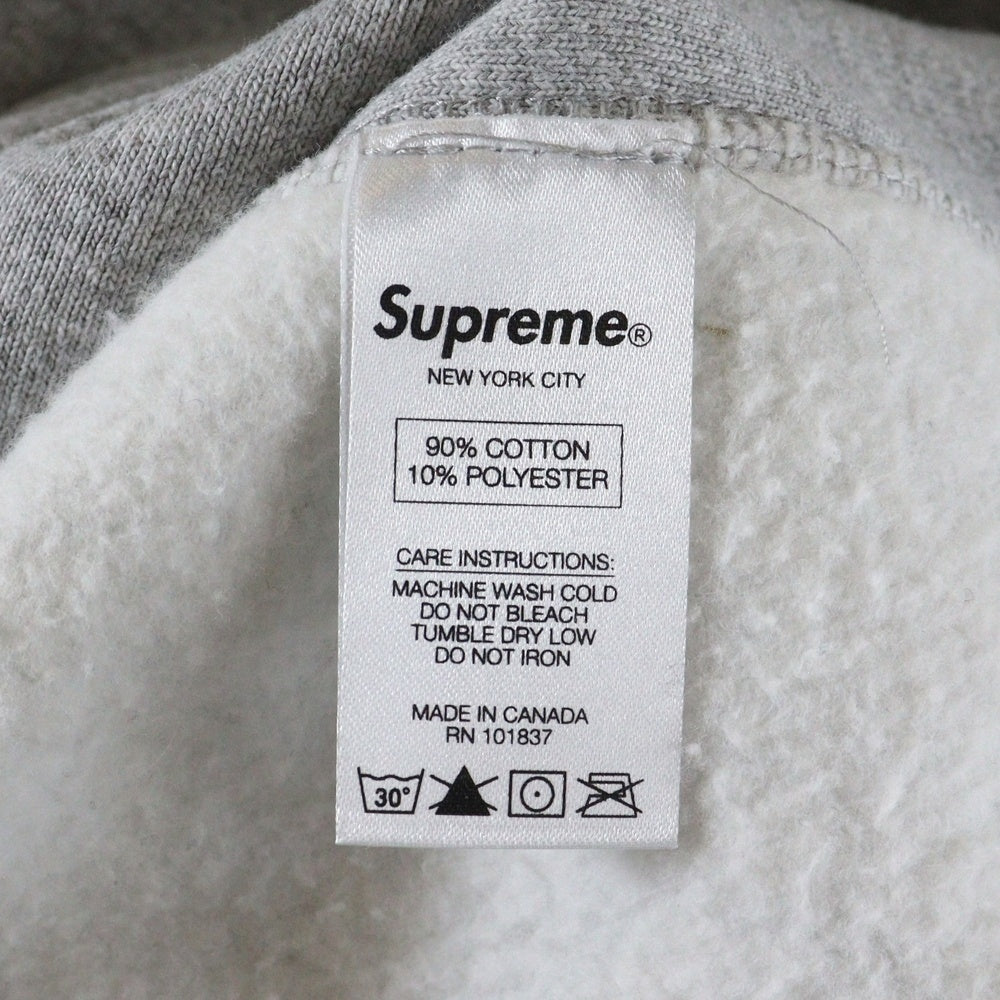 Supreme®
NEW YORK CITY
90% COTTON
10% POLYESTER
CARE INSTRUCTIONS:
MACHINE WASH COLD
DO NOT BLEACH
TUMBLE DRY LOW
DO NOT IRON
MADE IN CANADA
RN 101837
30°